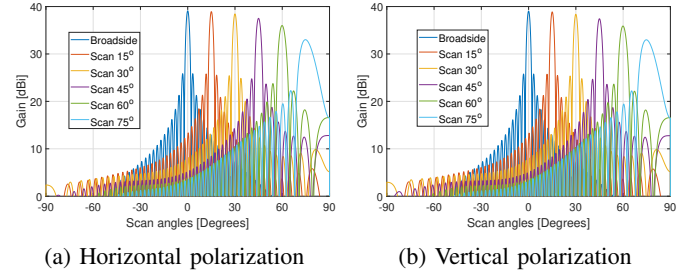 40
30
20
10
0
Gain [dBi]
Broadside
Scan 15°
Scan 30°
Scan 45°
Scan 60°
Scan 75°
-90 -60 -30 0 30 60 90
Scan angles [Degrees]
(a) Horizontal polarization
40
30
20
10
0
Gain [dBi]
Broadside
Scan 15°
Scan 30°
Scan 45°
Scan 60°
Scan 75°
-90 -60 -30 0 30 60 90
Scan angles [Degrees]
(b) Vertical polarization